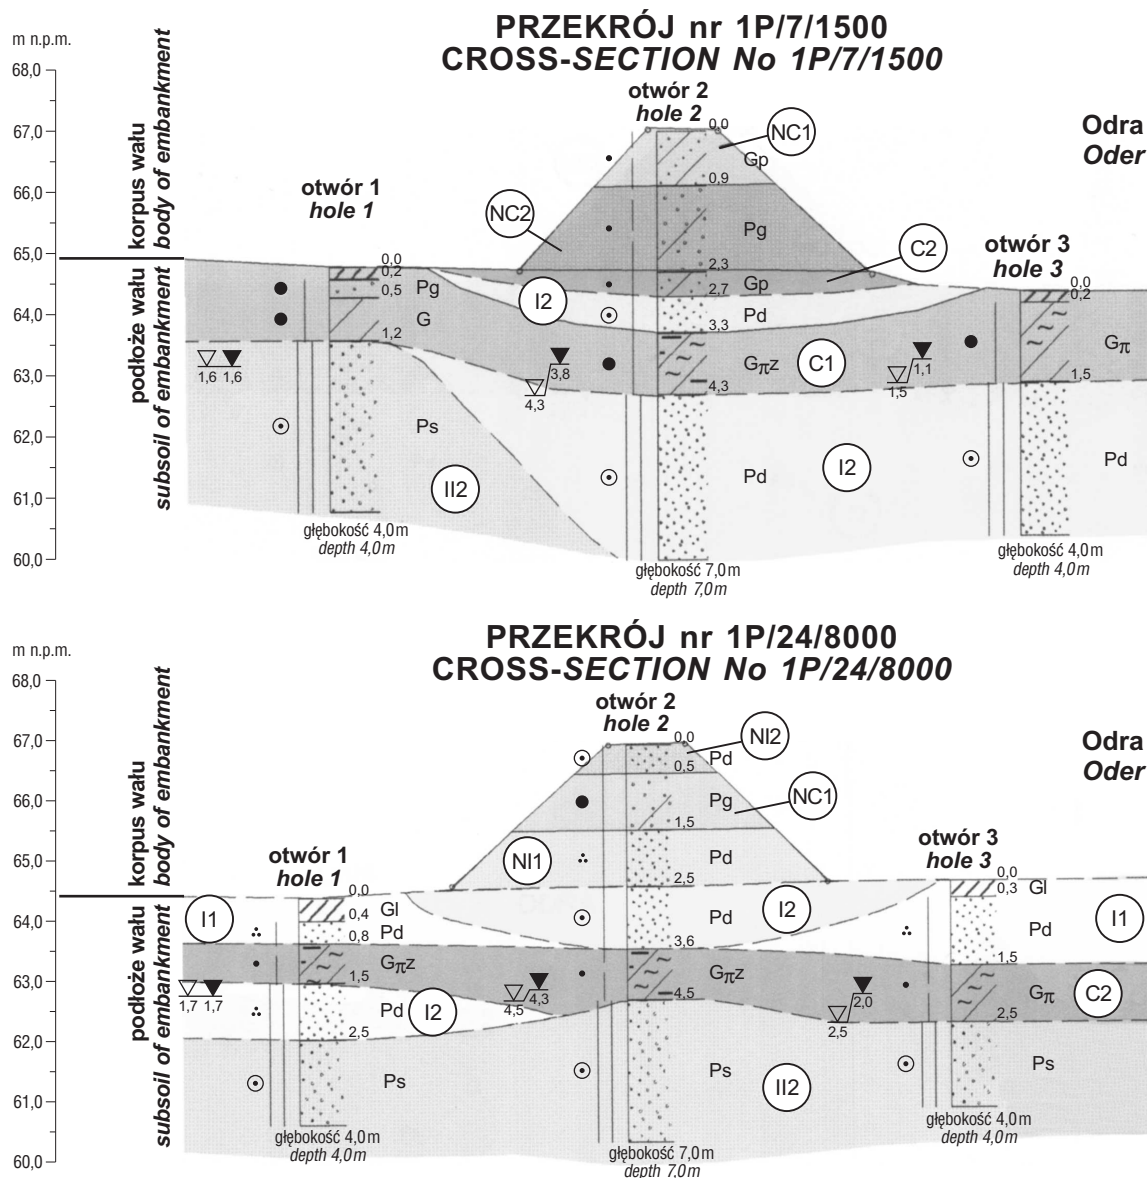 PRZEKRÓJ nr 1P/7/1500
CROSS-SECTION No 1P/7/1500
m n.p.m.
68,0
67,0
66,0
65,0
64,0
63,0
62,0
61,0
60,0
korpus wału
body of embankment
podłoże wału
subsoil of embankment
otwór 1
hole 1
0,0
0,2
0,5
1,2
Pg
G
Ps
1,6 1,6
II2
głębokość 4,0m
depth 4,0m
otwór 2
hole 2
0,0
0,9
2,3
2,7
3,3
4,3
Gp
Pg
Gp
Pd
Gπz
Pd
NC1
NC2
C2
I2
C1
I2
3,8
4,3
głębokość 7,0m
depth 7,0m
Odra
Oder
otwór 3
hole 3
0,0
0,2
1,5
Gπ
Pd
1,1
1,5
głębokość 4,0m
depth 4,0m
PRZEKRÓJ nr 1P/24/8000
CROSS-SECTION No 1P/24/8000
m n.p.m.
68,0
67,0
66,0
65,0
64,0
63,0
62,0
61,0
60,0
korpus wału
body of embankment
podłoże wału
subsoil of embankment
otwór 1
hole 1
0,0
0,4
0,8
1,5
2,5
Gl
Pd
Pd
Ps
I1
I2
1,7 1,7
głębokość 4,0m
depth 4,0m
otwór 2
hole 2
0,0
0,5
1,5
2,5
3,6
4,5
Pd
Pg
Pd
Pd
Gπz
Ps
NI2
NC1
NI1
I2
II2
4,3
4,5
głębokość 7,0m
depth 7,0m
Odra
Oder
otwór 3
hole 3
0,0
0,3
1,5
2,5
Gl
Pd
Gπ
Ps
I1
C2
2,0
2,5
głębokość 4,0m
depth 4,0m